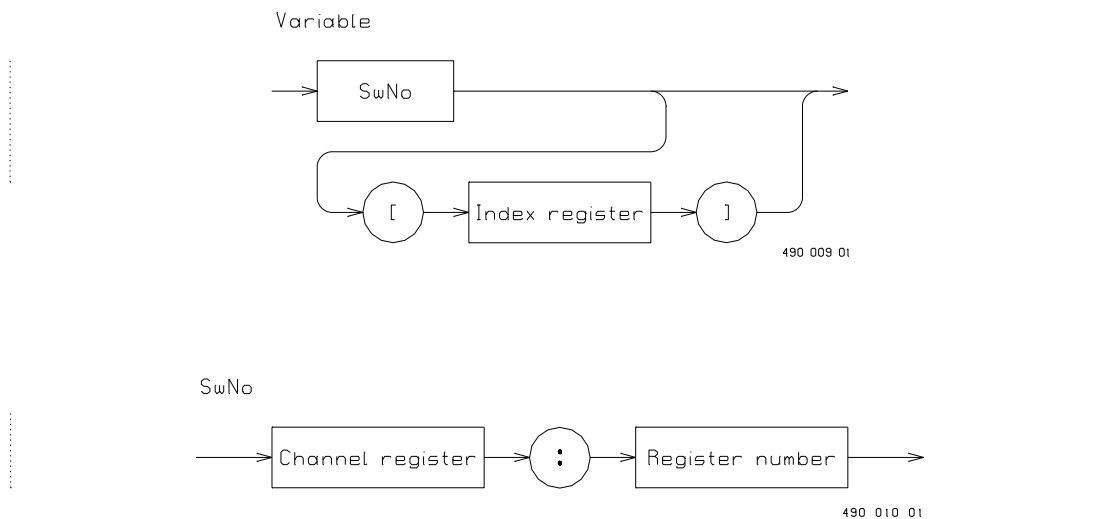 Variable
SwNo
[ Index register ]
490 009 01
SwNo
Channel register : Register number
490 010 01